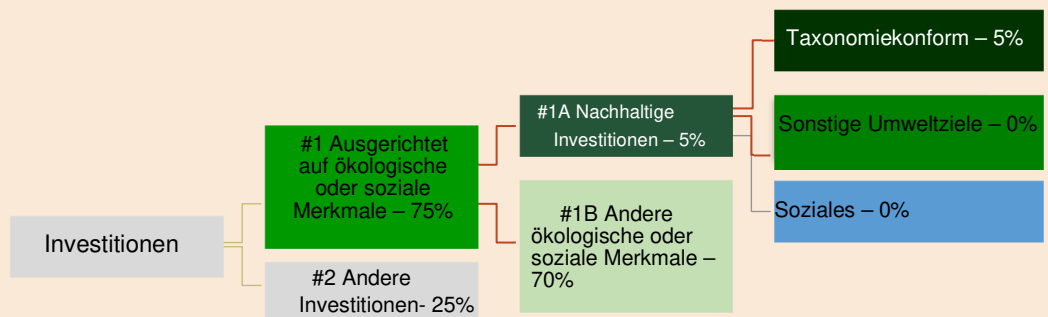 Investitionen
#1 Ausgerichtet
auf ökologische
oder soziale
Merkmale – 75%
#2 Andere
Investitionen- 25%
#1A Nachhaltige
Investitionen – 5%
#1B Andere
ökologische oder
soziale Merkmale –
70%
Taxonomiekonform – 5%
Sonstige Umweltziele – 0%
Soziales – 0%